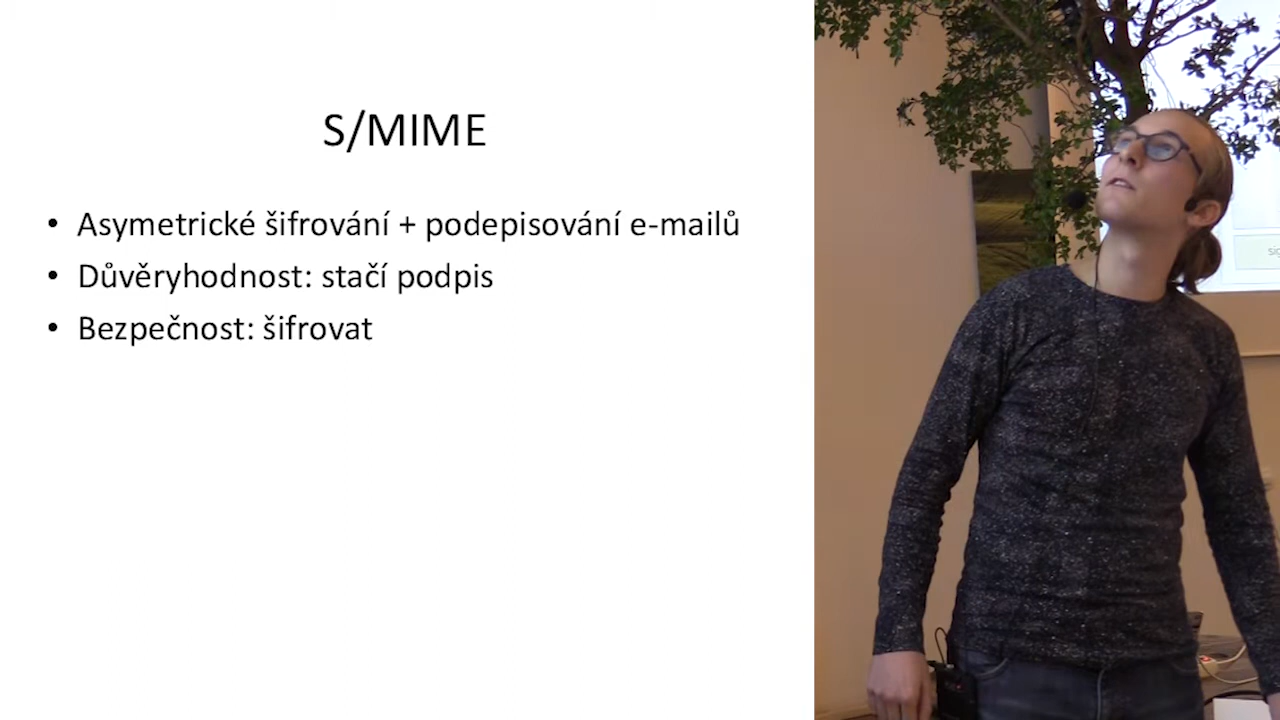 S/MIME
• Asymetrické šifrování + podepisování e-mailů
• Důvěryhodnost: stačí podpis
• Bezpečnost: šifrovat